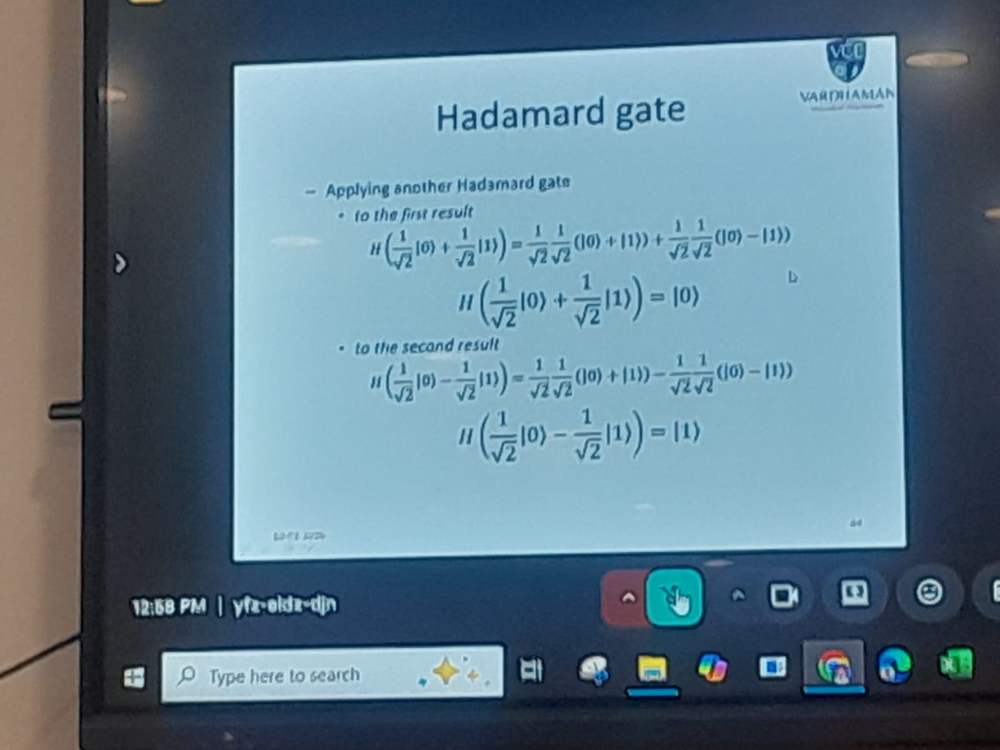 VCE
VARDHAMAN
Hadamard gate
– Applying another Hadamard gate
• to the first result
H(1/√2|0⟩ + 1/√2|1⟩) = 1/√2 1/√2(|0⟩ + |1⟩) + 1/√2 1/√2(|0⟩ − |1⟩)
H(1/√2|0⟩ + 1/√2|1⟩) = |0⟩
• to the second result
H(1/√2|0⟩ − 1/√2|1⟩) = 1/√2 1/√2(|0⟩ + |1⟩) − 1/√2 1/√2(|0⟩ − |1⟩)
H(1/√2|0⟩ − 1/√2|1⟩) = |1⟩
12:58 PM |
Type here to search